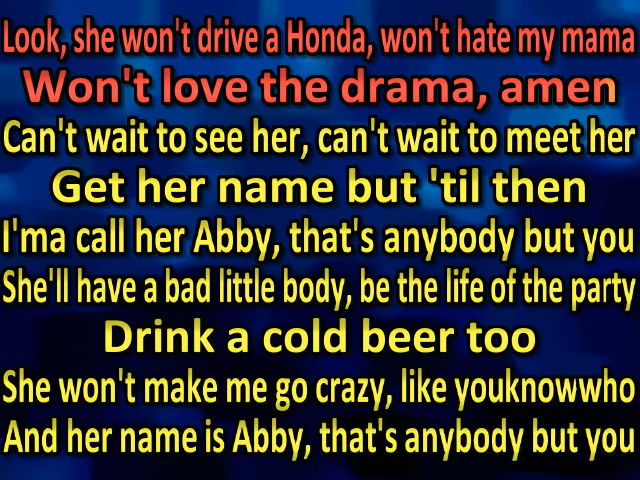 Look, she won't drive a Honda, won't hate my mama
Won't love the drama, amen
Can't wait to see her, can't wait to meet her
Get her name but 'til then
I'ma call her Abby, that's anybody but you
She'll have a bad little body, be the life of the party
Drink a cold beer too
She won't make me go crazy, like youknowwho
And her name is Abby, that's anybody but you